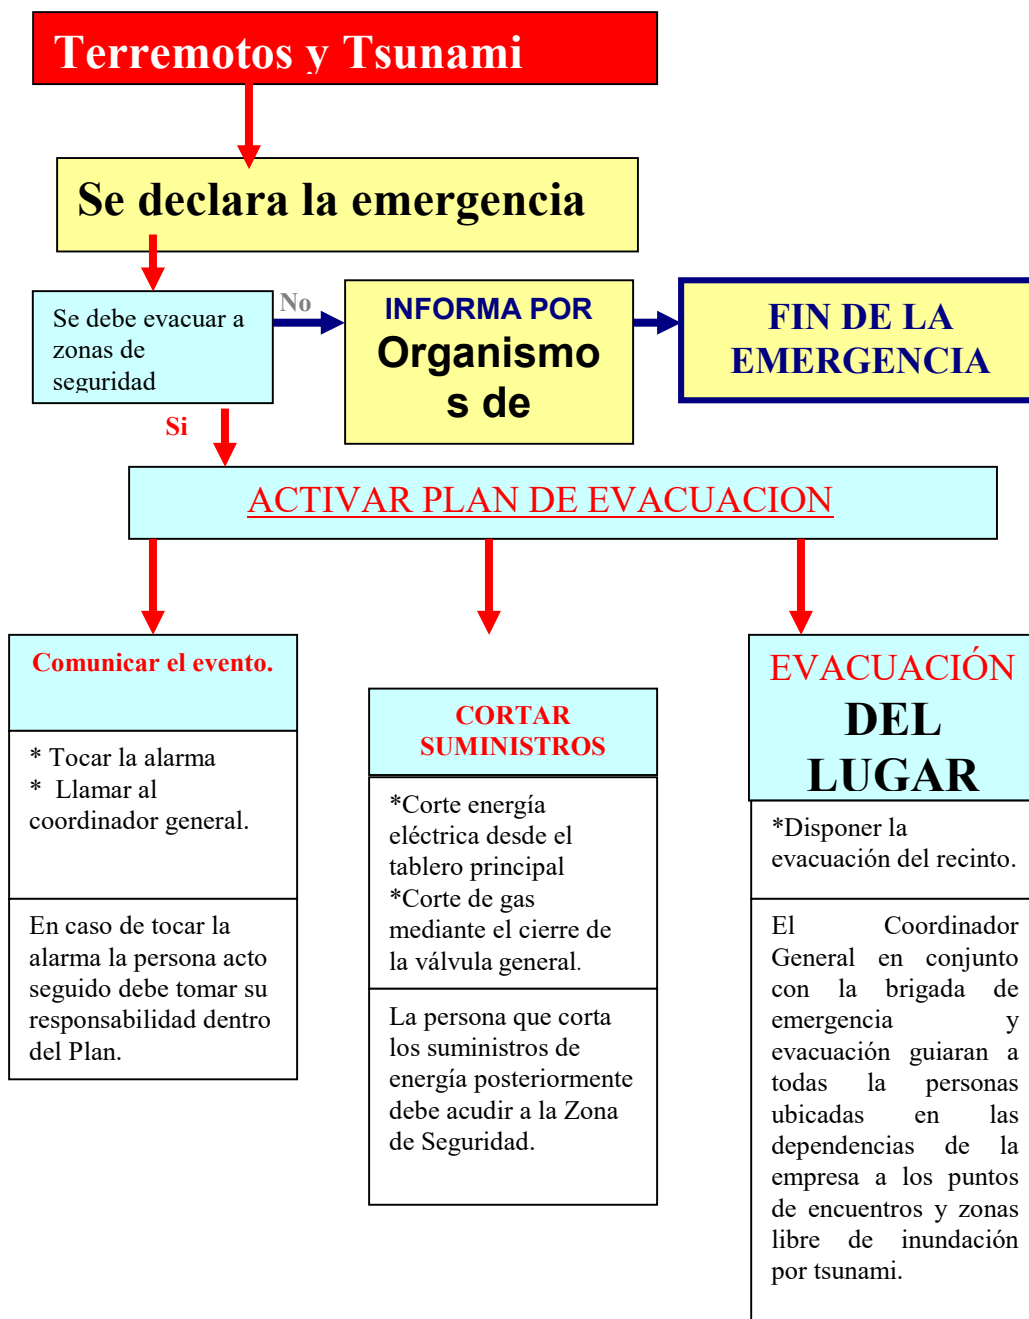 Terremotos y Tsunami
Se declara la emergencia
Se debe evacuar a
zonas de
seguridad
No
INFORMA POR
Organismo
s de
FIN DE LA
EMERGENCIA
Si
ACTIVAR PLAN DE EVACUACION
Comunicar el evento.
* Tocar la alarma
* Llamar al
coordinador general.
En caso de tocar la
alarma la persona acto
seguido debe tomar su
responsabilidad dentro
del Plan.
CORTAR
SUMINISTROS
*Corte energía
eléctrica desde el
tablero principal
*Corte de gas
mediante el cierre de
la válvula general.
La persona que corta
los suministros de
energía posteriormente
debe acudir a la Zona
de Seguridad.
EVACUACIÓN
DEL
LUGAR
*Disponer la
evacuación del recinto.
El Coordinador
General en conjunto
con la brigada de
emergencia y
evacuación guiaran a
todas la personas
ubicadas en las
dependencias de la
empresa a los puntos
de encuentros y zonas
libre de inundación
por tsunami.